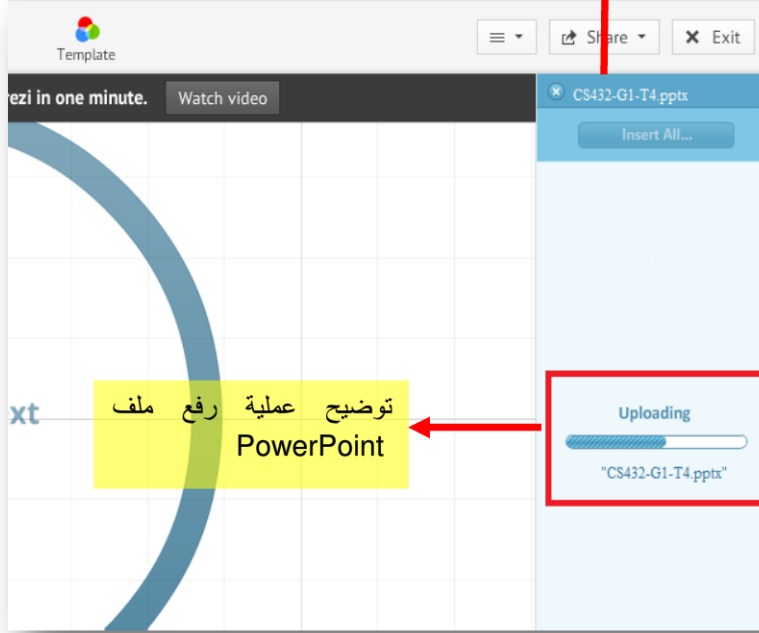 Template
Share
Exit
ezi in one minute.
Watch video
CS432-G1-T4.pptx
Insert All...
xt
توضيح عملية رفع ملف
PowerPoint
Uploading
"CS432-G1-T4.pptx"